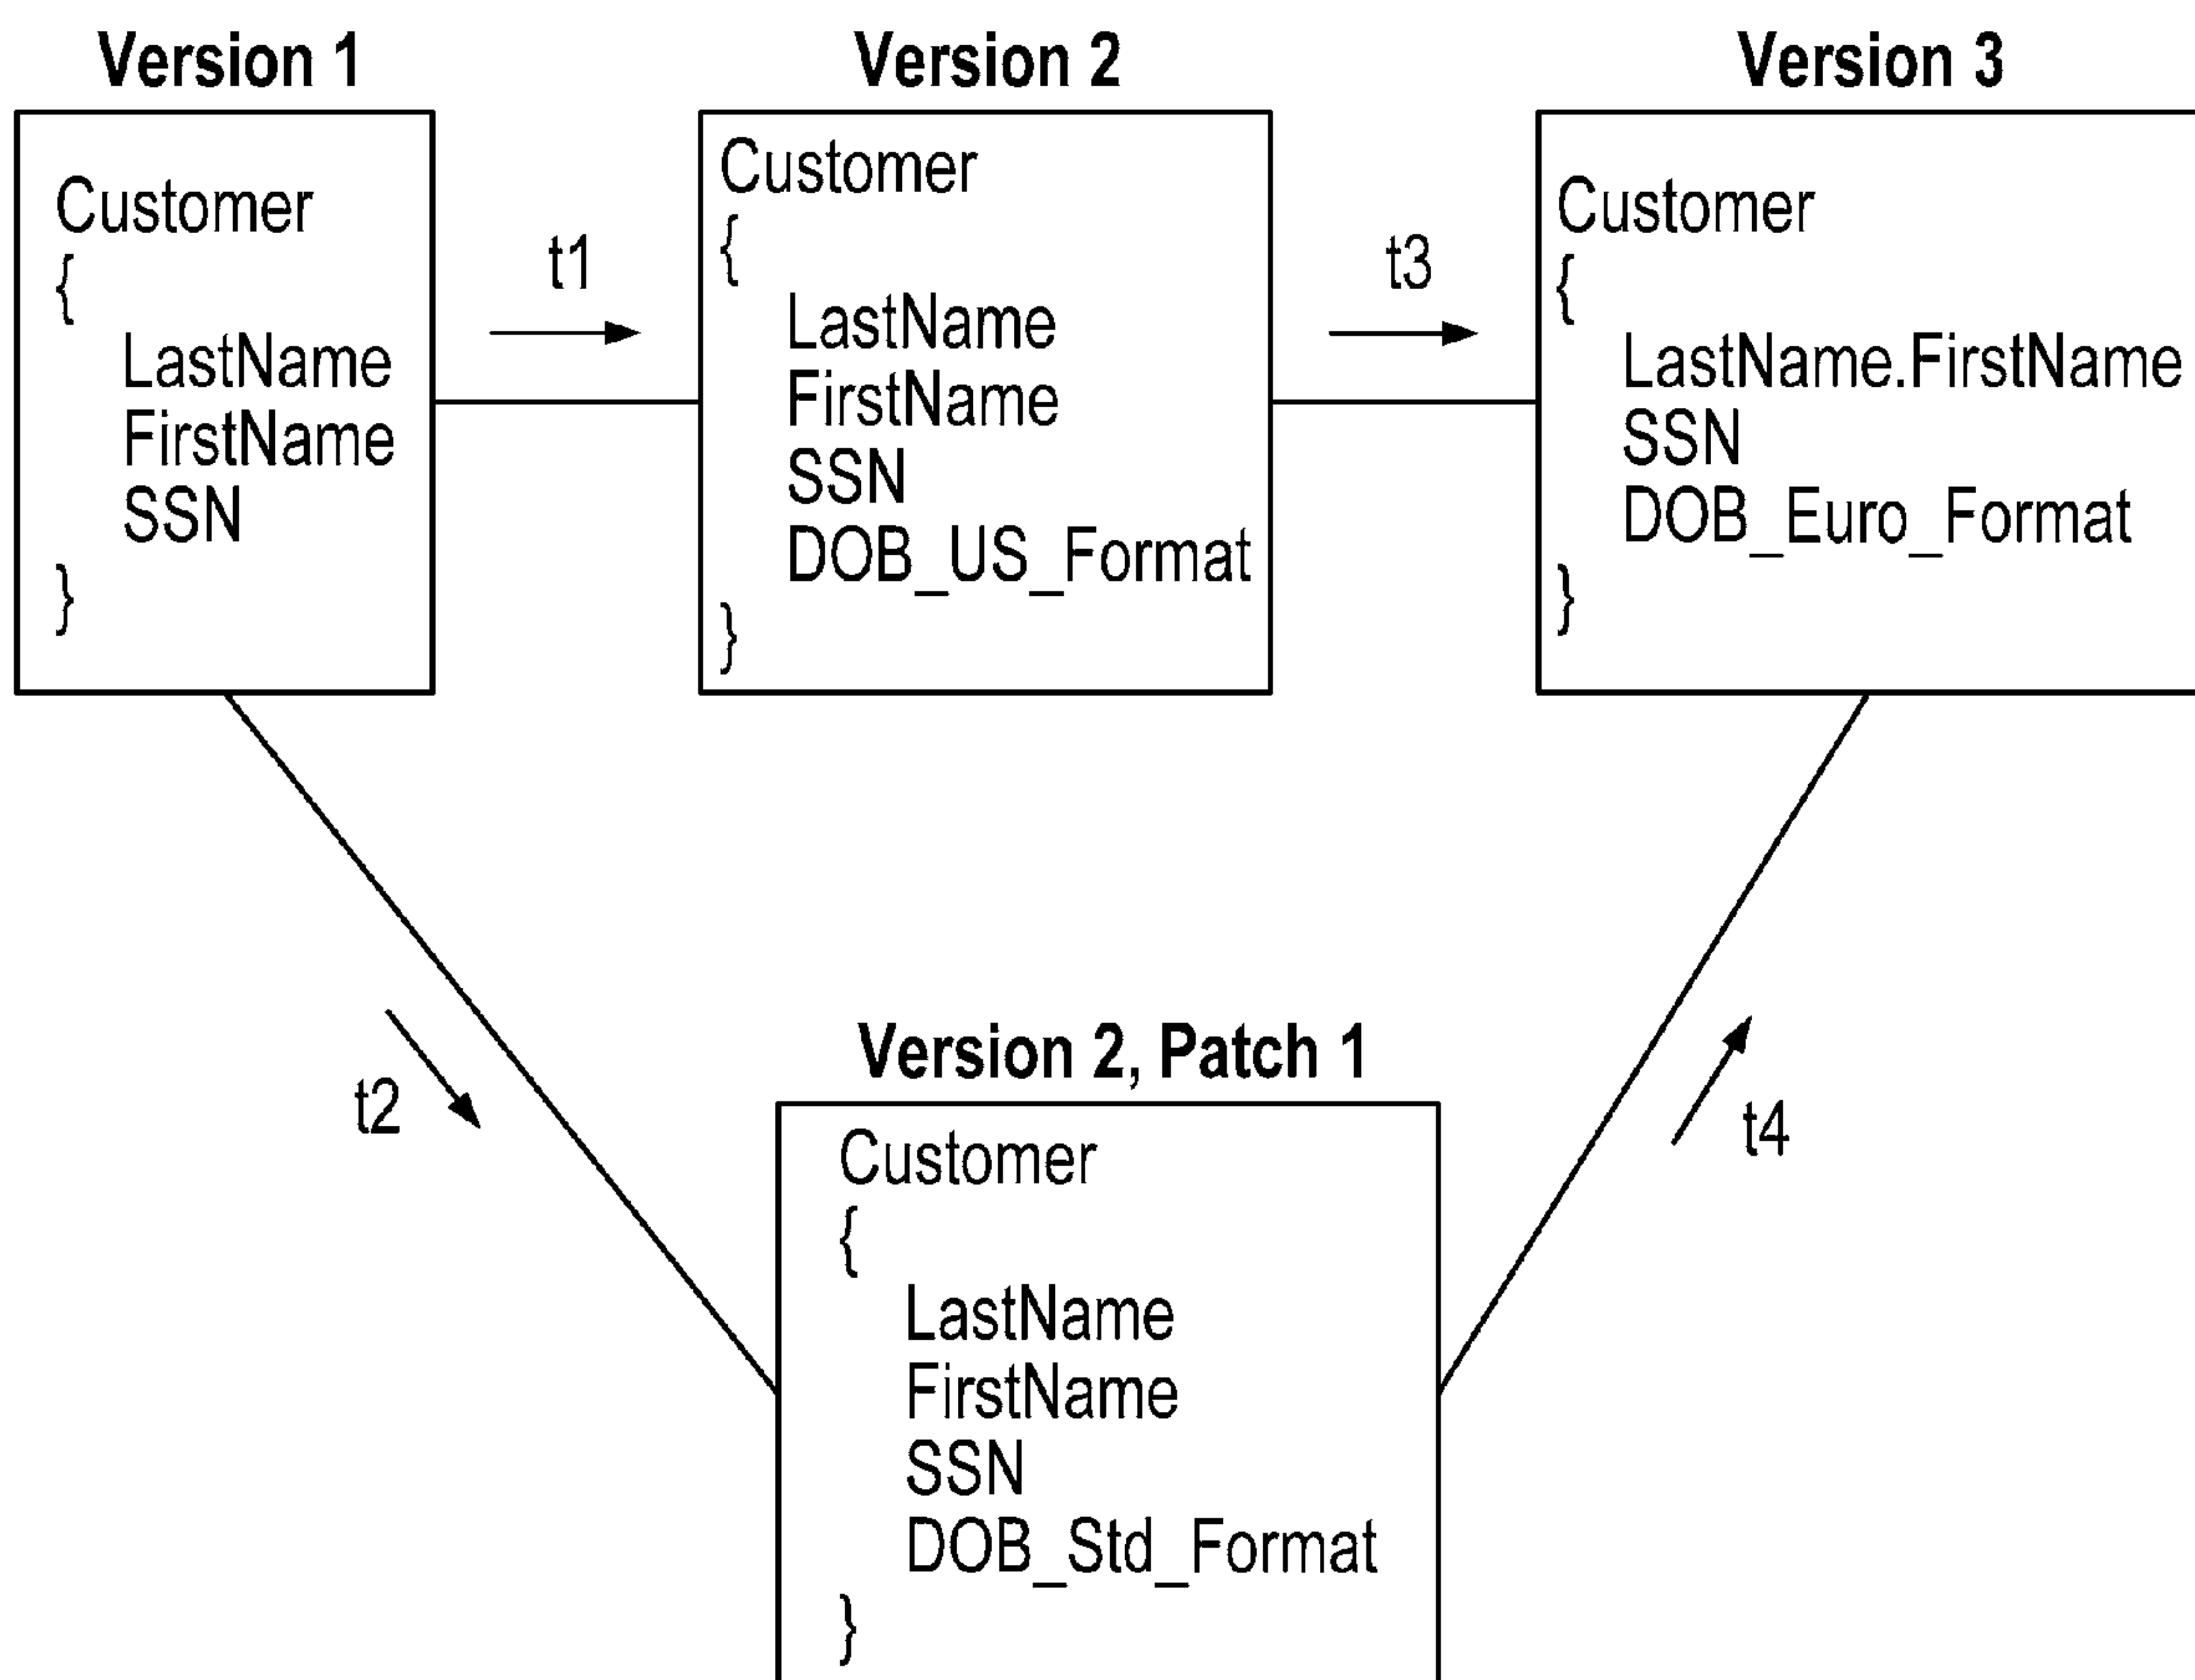 Version 1
Customer
{
LastName
FirstName
SSN
}
t1
Version 2
Customer
{
LastName
FirstName
SSN
DOB_US_Format
}
t3
Version 3
Customer
{
LastName.FirstName
SSN
DOB_Euro_Format
}
t2
Version 2, Patch 1
Customer
{
LastName
FirstName
SSN
DOB_Std_Format
}
t4